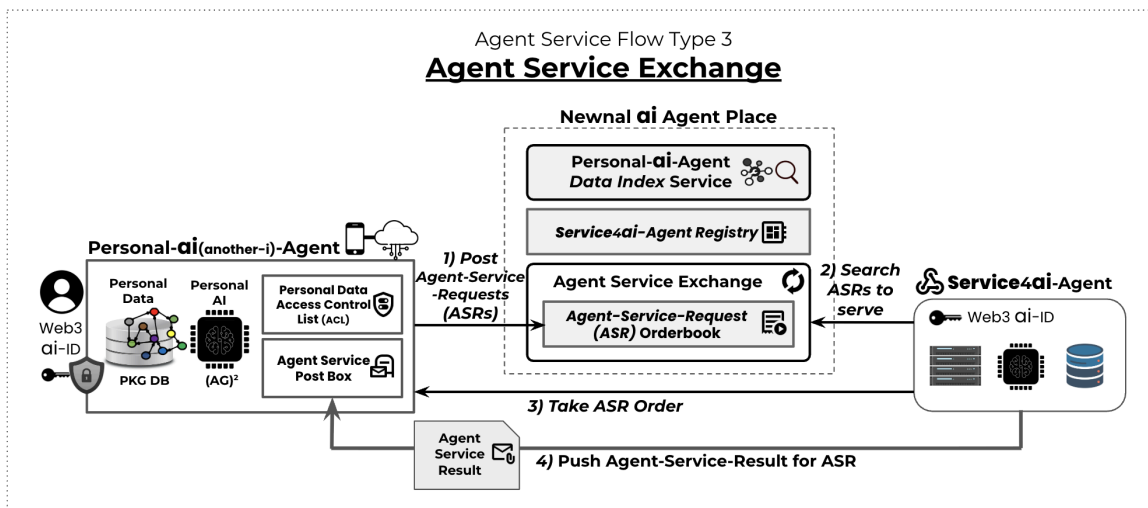 Agent Service Flow Type 3
Agent Service Exchange
Newnal ai Agent Place
Personal-ai-Agent
Data Index Service
Service4ai-Agent Registry
Agent Service Exchange
Agent-Service-Request
(ASR) Orderbook
Personal-ai(another-i)-Agent
Web3
ai-ID
Personal
Data
PKG DB
Personal
AI
(AG)²
Personal Data
Access Control
List (ACL)
Agent Service
Post Box
1) Post
Agent-Service
-Requests
(ASRs)
2) Search
ASRs to
serve
Service4ai-Agent
Web3 ai-ID
3) Take ASR Order
Agent
Service
Result
4) Push Agent-Service-Result for ASR